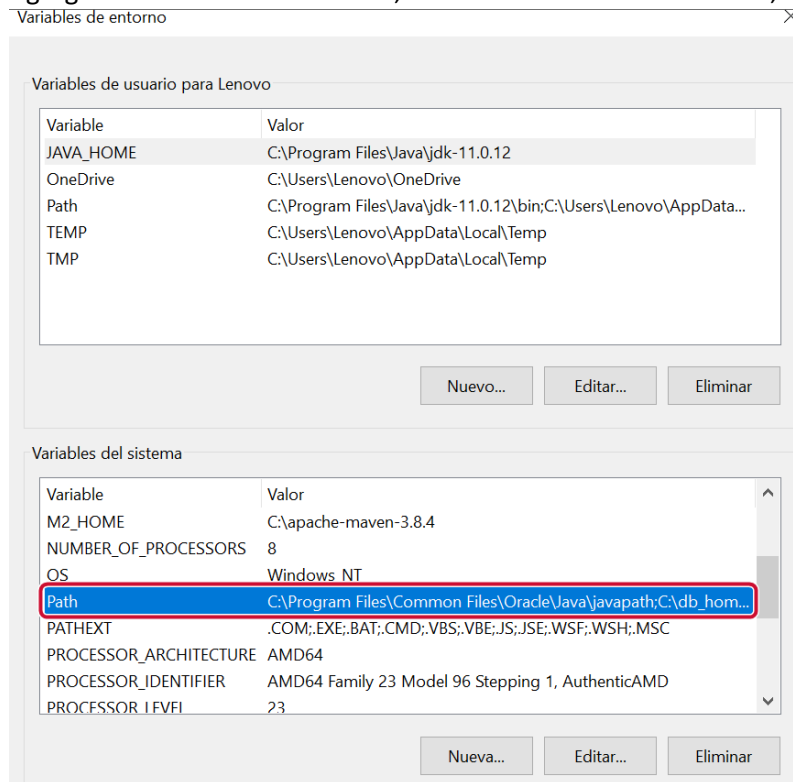 Variables de entorno
Variables de usuario para Lenovo
Variable Valor
JAVA_HOME C:\Program Files\Java\jdk-11.0.12
OneDrive C:\Users\Lenovo\OneDrive
Path C:\Program Files\Java\jdk-11.0.12\bin;C:\Users\Lenovo\AppData...
TEMP C:\Users\Lenovo\AppData\Local\Temp
TMP C:\Users\Lenovo\AppData\Local\Temp
Nuevo... Editar... Eliminar
Variables del sistema
Variable Valor
M2_HOME C:\apache-maven-3.8.4
NUMBER_OF_PROCESSORS 8
OS Windows_NT
Path C:\Program Files\Common Files\Oracle\Java\javapath;C:\db_hom...
PATHEXT .COM;.EXE;.BAT;.CMD;.VBS;.VBE;.JS;.JSE;.WSF;.WSH;.MSC
PROCESSOR_ARCHITECTURE AMD64
PROCESSOR_IDENTIFIER AMD64 Family 23 Model 96 Stepping 1, AuthenticAMD
PROCESSOR_LEVEL 23
Nueva... Editar... Eliminar